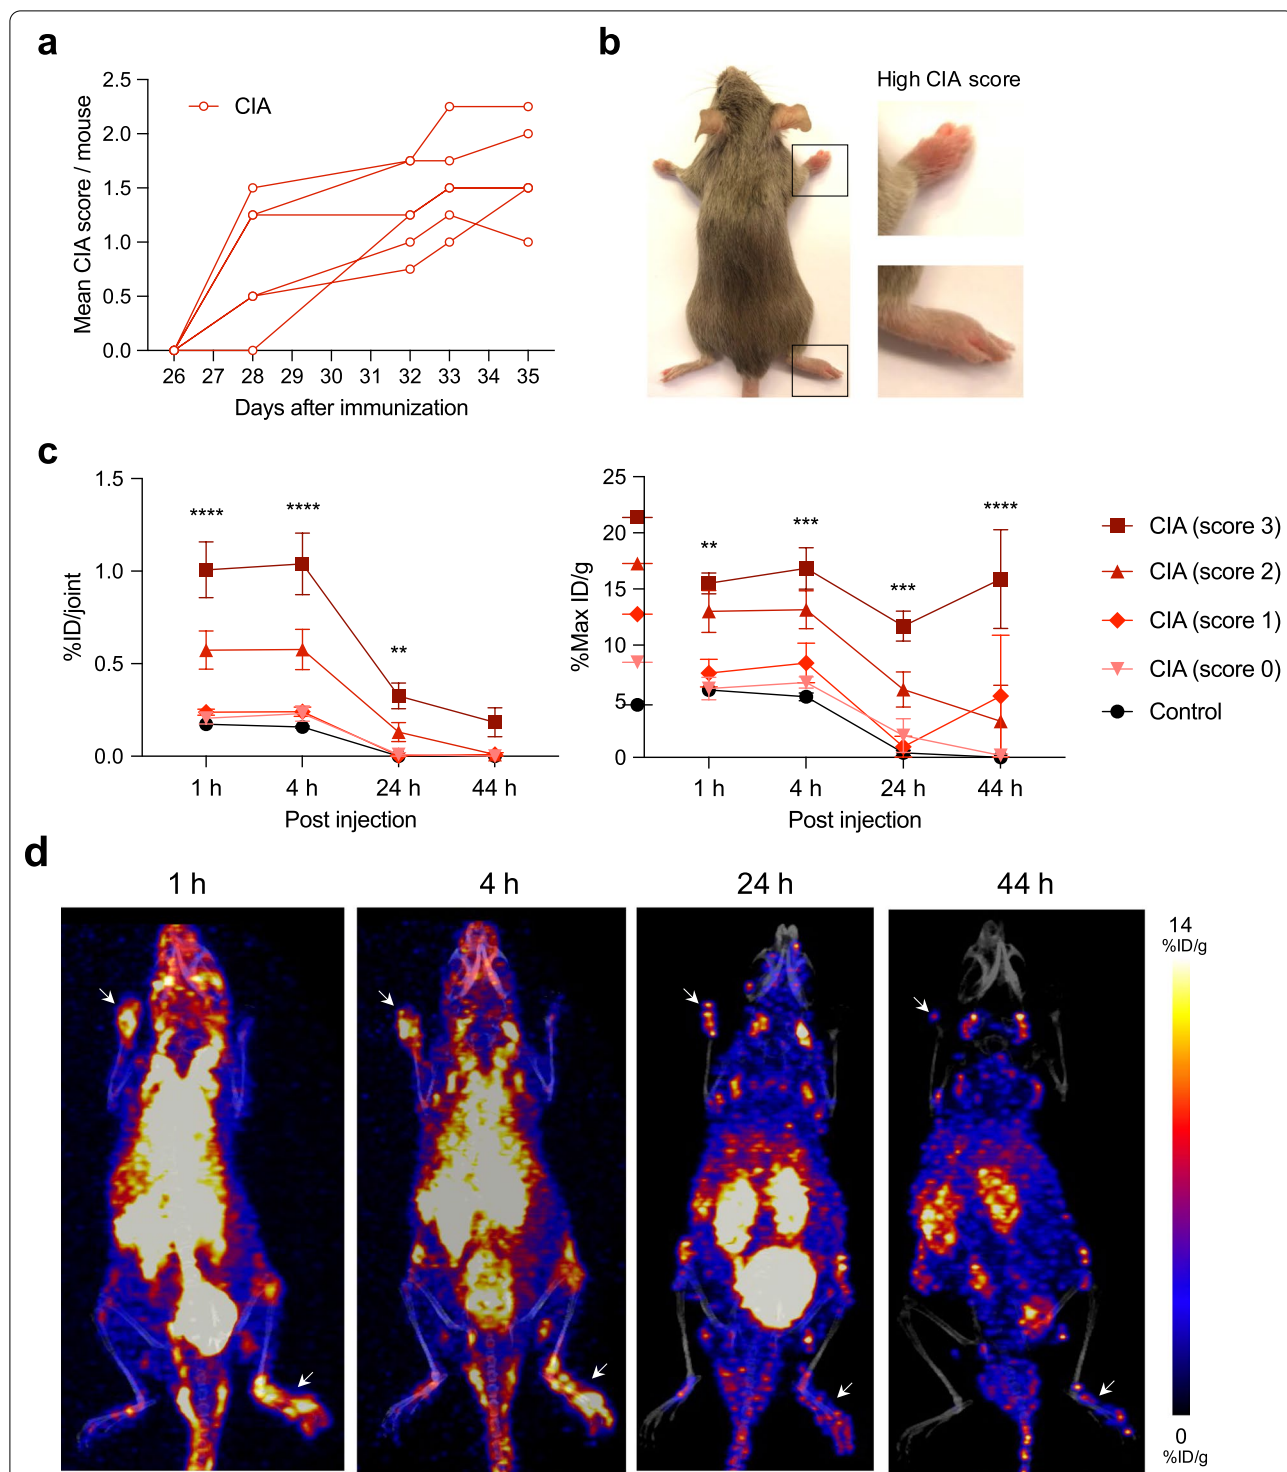 a
2.5
2.0
1.5
1.0
0.5
0.0
Mean CIA score / mouse
CIA
26 27 28 29 30 31 32 33 34 35
Days after immunization
b
High CIA score
c
1.5
1.0
0.5
0.0
%ID/joint
**** **** **
1 h 4 h 24 h 44 h
Post injection
25
20
15
10
5
0
%Max ID/g
** *** *** ****
1 h 4 h 24 h 44 h
Post injection
CIA (score 3)
CIA (score 2)
CIA (score 1)
CIA (score 0)
Control
d
1 h 4 h 24 h 44 h
14
%ID/g
0
%ID/g